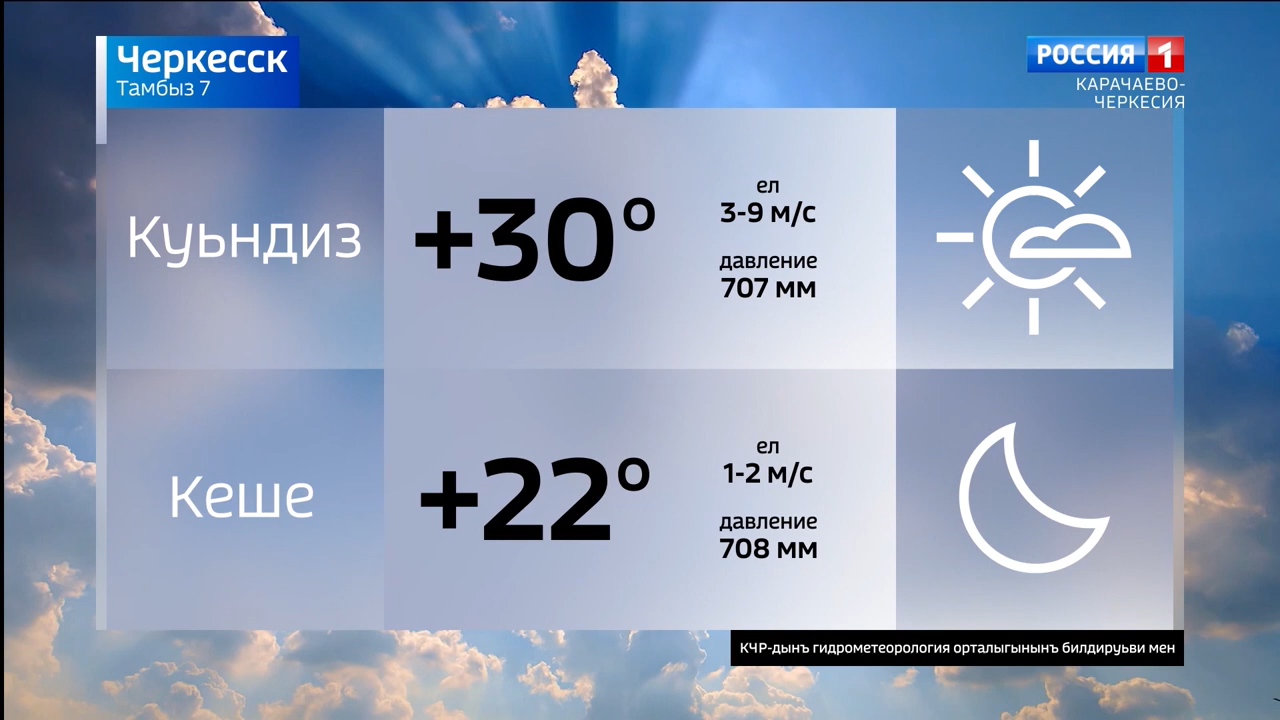 Черкесск
Тамбыз 7
РОССИЯ 1
КАРАЧАЕВО-
ЧЕРКЕСИЯ
Куьндиз
+30°
ел
3-9 м/с
давление
707 мм
Кеше
+22°
ел
1-2 м/с
давление
708 мм
КЧР-дынъ гидрометеорология орталыгынынъ билдируьви мен